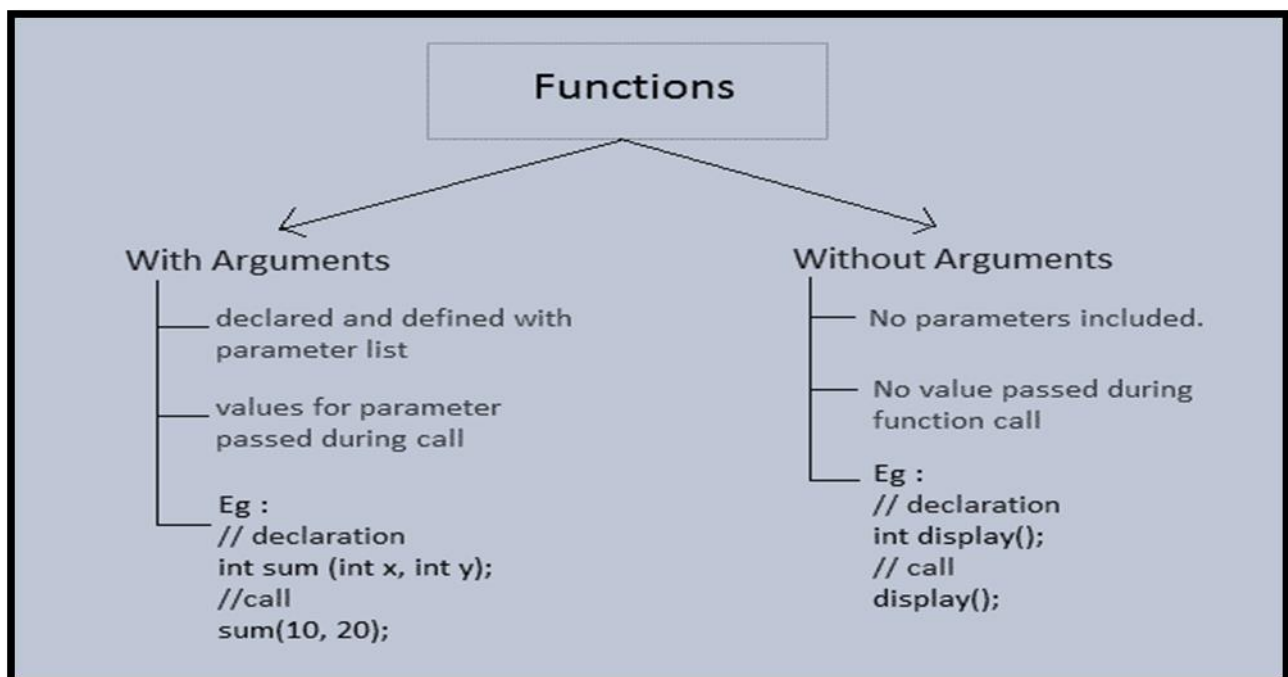 Functions
With Arguments
declared and defined with
parameter list
values for parameter
passed during call
Eg :
// declaration
int sum (int x, int y);
//call
sum(10, 20);
Without Arguments
No parameters included.
No value passed during
function call
Eg :
// declaration
int display();
// call
display();